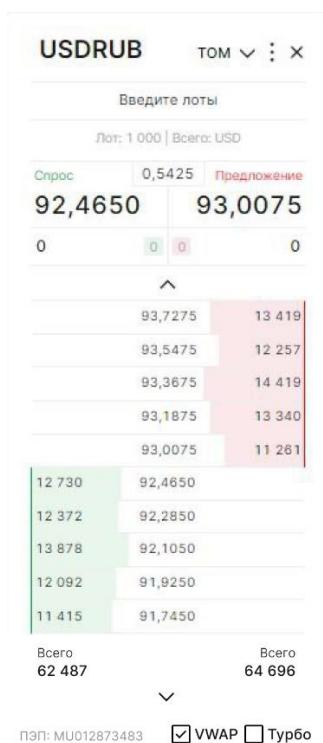 USDRUB TOM
Введите лоты
Лот: 1 000 | Всего: USD
Спрос 0,5425 Предложение
92,4650 93,0075
0 0 0 0
93,7275 13 419
93,5475 12 257
93,3675 14 419
93,1875 13 340
93,0075 11 261
12 730 92,4650
12 372 92,2850
13 878 92,1050
12 092 91,9250
11 415 91,7450
Всего Всего
62 487 64 696
ПЭП: MU012873483 VWAP Турбо